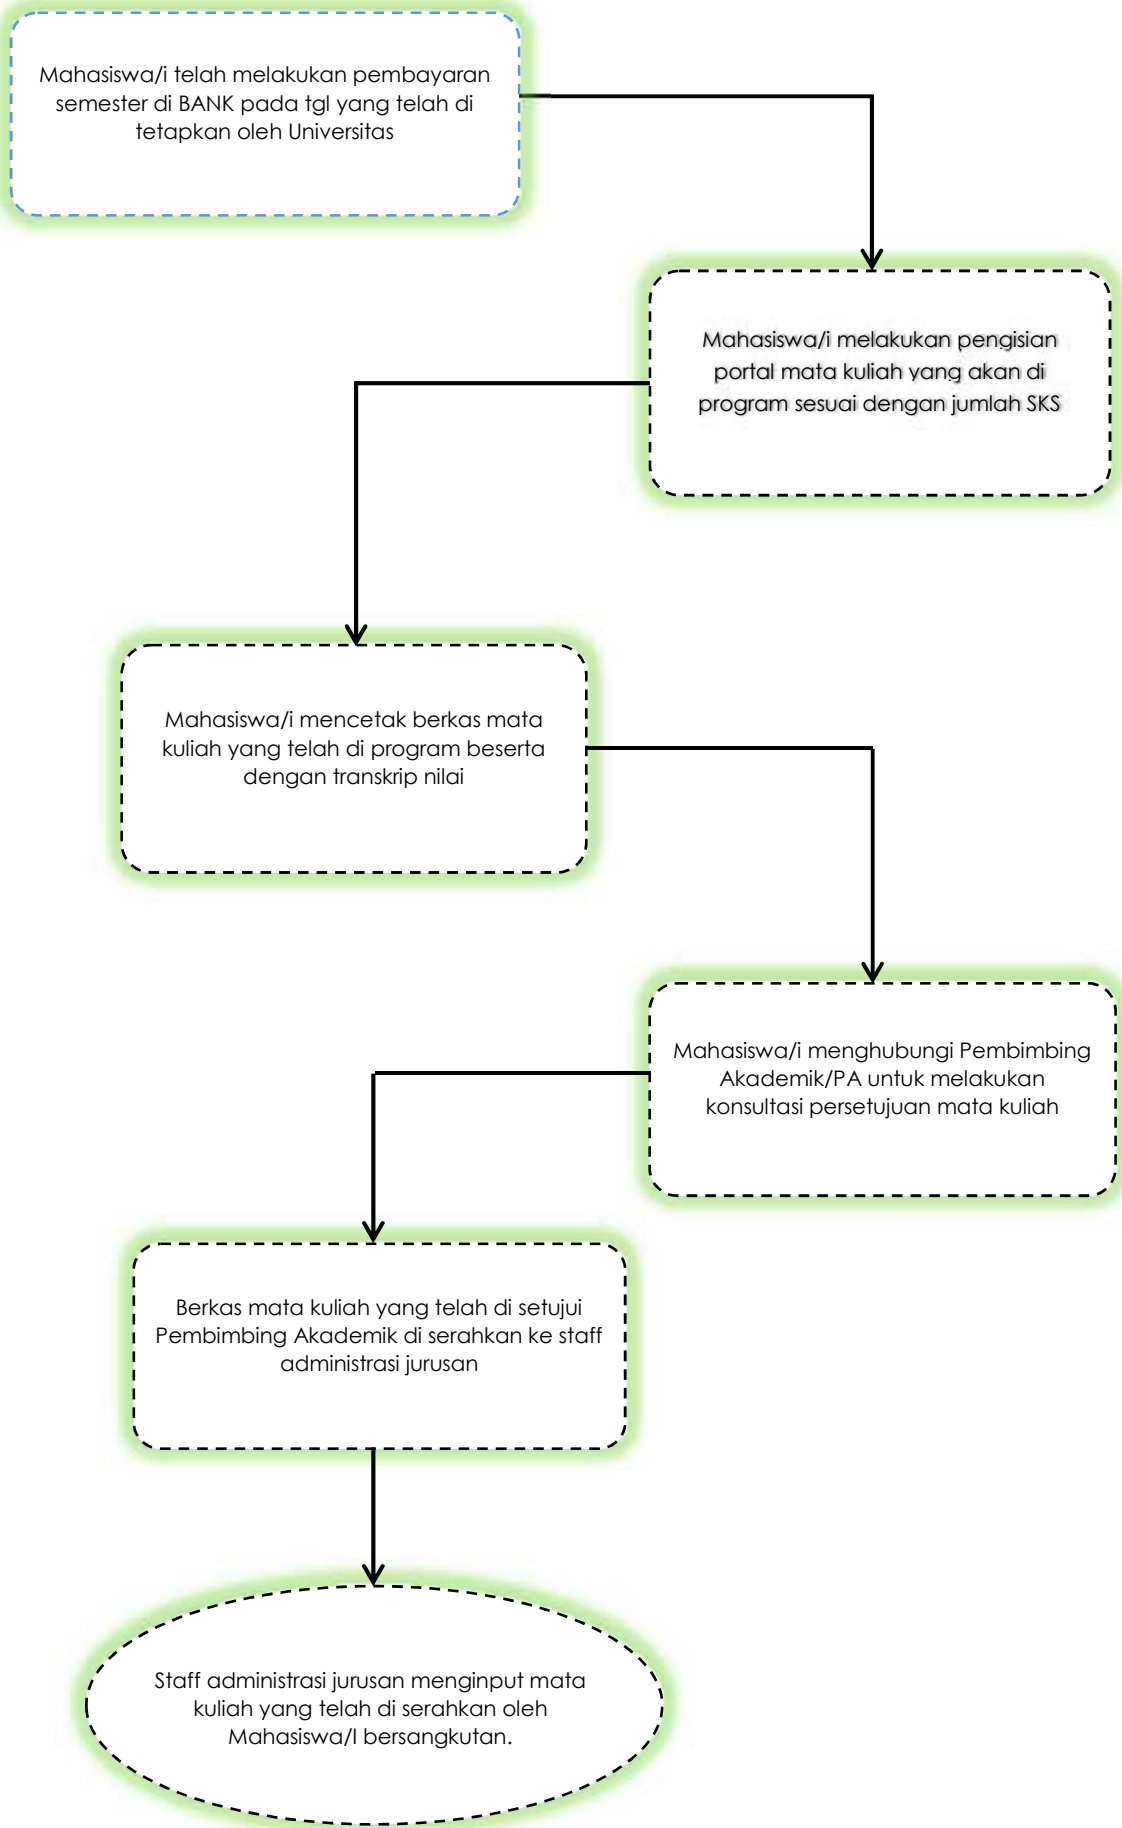 Mahasiswa/i telah melakukan pembayaran
semester di BANK pada tgl yang telah di
tetapkan oleh Universitas
Mahasiswa/i melakukan pengisian
portal mata kuliah yang akan di
program sesuai dengan jumlah SKS
Mahasiswa/i mencetak berkas mata
kuliah yang telah di program beserta
dengan transkrip nilai
Mahasiswa/i menghubungi Pembimbing
Akademik/PA untuk melakukan
konsultasi persetujuan mata kuliah
Berkas mata kuliah yang telah di setujui
Pembimbing Akademik di serahkan ke staff
administrasi jurusan
Staff administrasi jurusan menginput mata
kuliah yang telah di serahkan oleh
Mahasiswa/I bersangkutan.